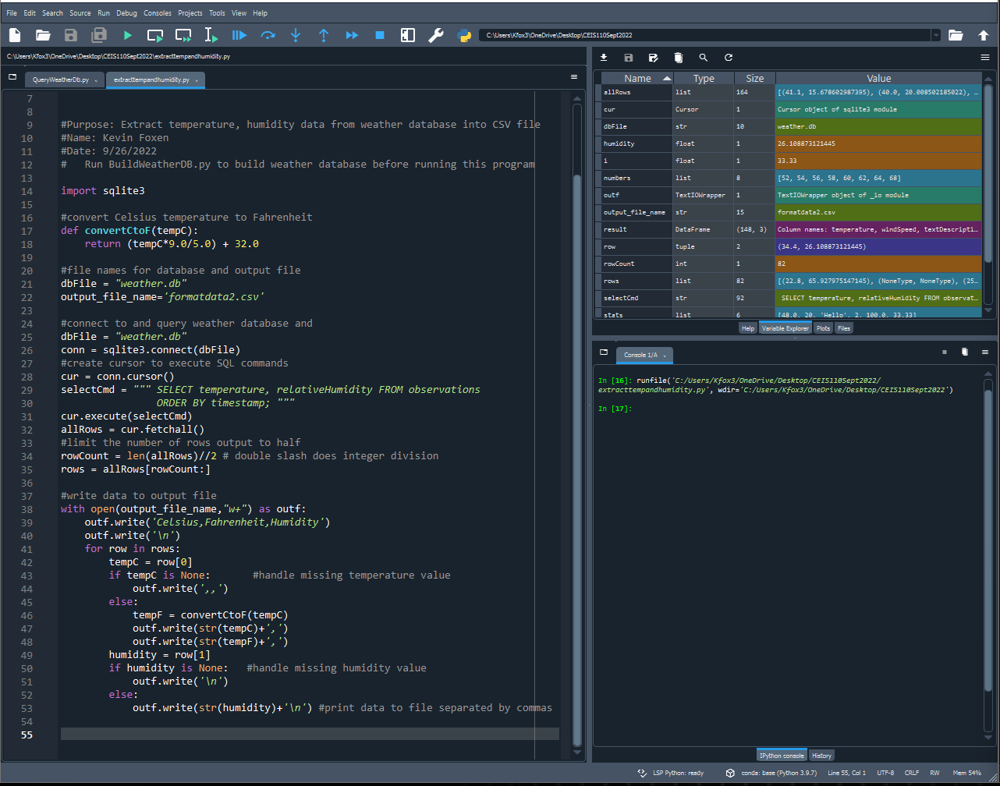 File Edit Search Source Run Debug Consoles Projects Tools View Help
C:\Users\Kfox3\OneDrive\Desktop\CEIS110Sept2022
C:\Users\Kfox3\OneDrive\Desktop\CEIS110Sept2022\extracttempandhumidity.py
QueryWeatherDb.py
extracttempandhumidity.py
7
8
9 #Purpose: Extract temperature, humidity data from weather database into CSV file
10 #Name: Kevin Foxen
11 #Date: 9/26/2022
12 #   Run BuildWeatherDB.py to build weather database before running this program
13
14 import sqlite3
15
16 #convert Celsius temperature to Fahrenheit
17 def convertCtoF(tempC):
18     return (tempC*9.0/5.0) + 32.0
19
20 #file names for database and output file
21 dbFile = "weather.db"
22 output_file_name='formatdata2.csv'
23
24 #connect to and query weather database and
25 dbFile = "weather.db"
26 conn = sqlite3.connect(dbFile)
27 #create cursor to execute SQL commands
28 cur = conn.cursor()
29 selectCmd = """ SELECT temperature, relativeHumidity FROM observations
30                 ORDER BY timestamp; """
31 cur.execute(selectCmd)
32 allRows = cur.fetchall()
33 #limit the number of rows output to half
34 rowCount = len(allRows)//2 # double slash does integer division
35 rows = allRows[rowCount:]
36
37 #write data to output file
38 with open(output_file_name,"w+") as outf:
39     outf.write('Celsius,Fahrenheit,Humidity')
40     outf.write('\n')
41     for row in rows:
42         tempC = row[0]
43         if tempC is None:       #handle missing temperature value
44             outf.write(',,')
45         else:
46             tempF = convertCtoF(tempC)
47             outf.write(str(tempC)+',')
48             outf.write(str(tempF)+',')
49         humidity = row[1]
50         if humidity is None:   #handle missing humidity value
51             outf.write('\n')
52         else:
53             outf.write(str(humidity)+'\n') #print data to file separated by commas
54
55
Name Type Size Value
allRows list 164 [(41.1, 15.678602987395), (40.0, 20.008502185022), ...
cur Cursor 1 Cursor object of sqlite3 module
dbFile str 10 weather.db
humidity float 1 26.108873121445
i float 1 33.33
numbers list 8 [52, 54, 56, 58, 60, 62, 64, 68]
outf TextIOWrapper 1 TextIOWrapper object of _io module
output_file_name str 15 formatdata2.csv
result DataFrame (148, 3) Column names: temperature, windSpeed, textDescripti...
row tuple 2 (34.4, 26.108873121445)
rowCount int 1 82
rows list 82 [(22.8, 65.927975147145), (NoneType, NoneType), (25...
selectCmd str 92 SELECT temperature, relativeHumidity FROM observat...
stats list 6 [48.0, 20, 'Hello', 2, 100.0, 33.33]
Help Variable Explorer Plots Files
Console 1/A
In [16]: runfile('C:/Users/Kfox3/OneDrive/Desktop/CEIS110Sept2022/
extracttempandhumidity.py', wdir='C:/Users/Kfox3/OneDrive/Desktop/CEIS110Sept2022')
In [17]:
IPython console History
LSP Python: ready conda: base (Python 3.9.7) Line 55, Col 1 UTF-8 CRLF RW Mem 54%